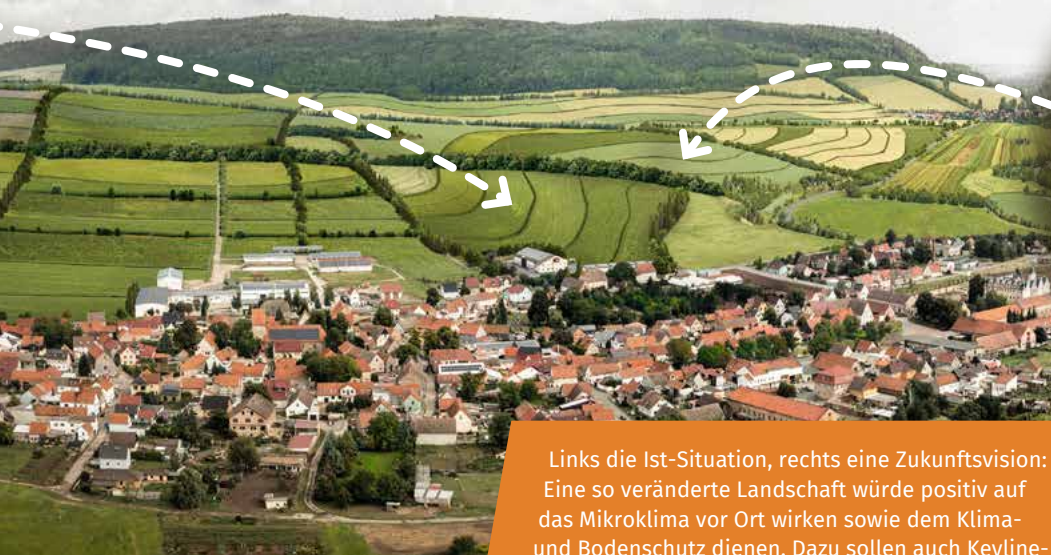 Links die Ist-Situation, rechts eine Zukunftsvision:
Eine so veränderte Landschaft würde positiv auf
das Mikroklima vor Ort wirken sowie dem Klima-
und Bodenschutz dienen. Dazu sollen auch Keyline-